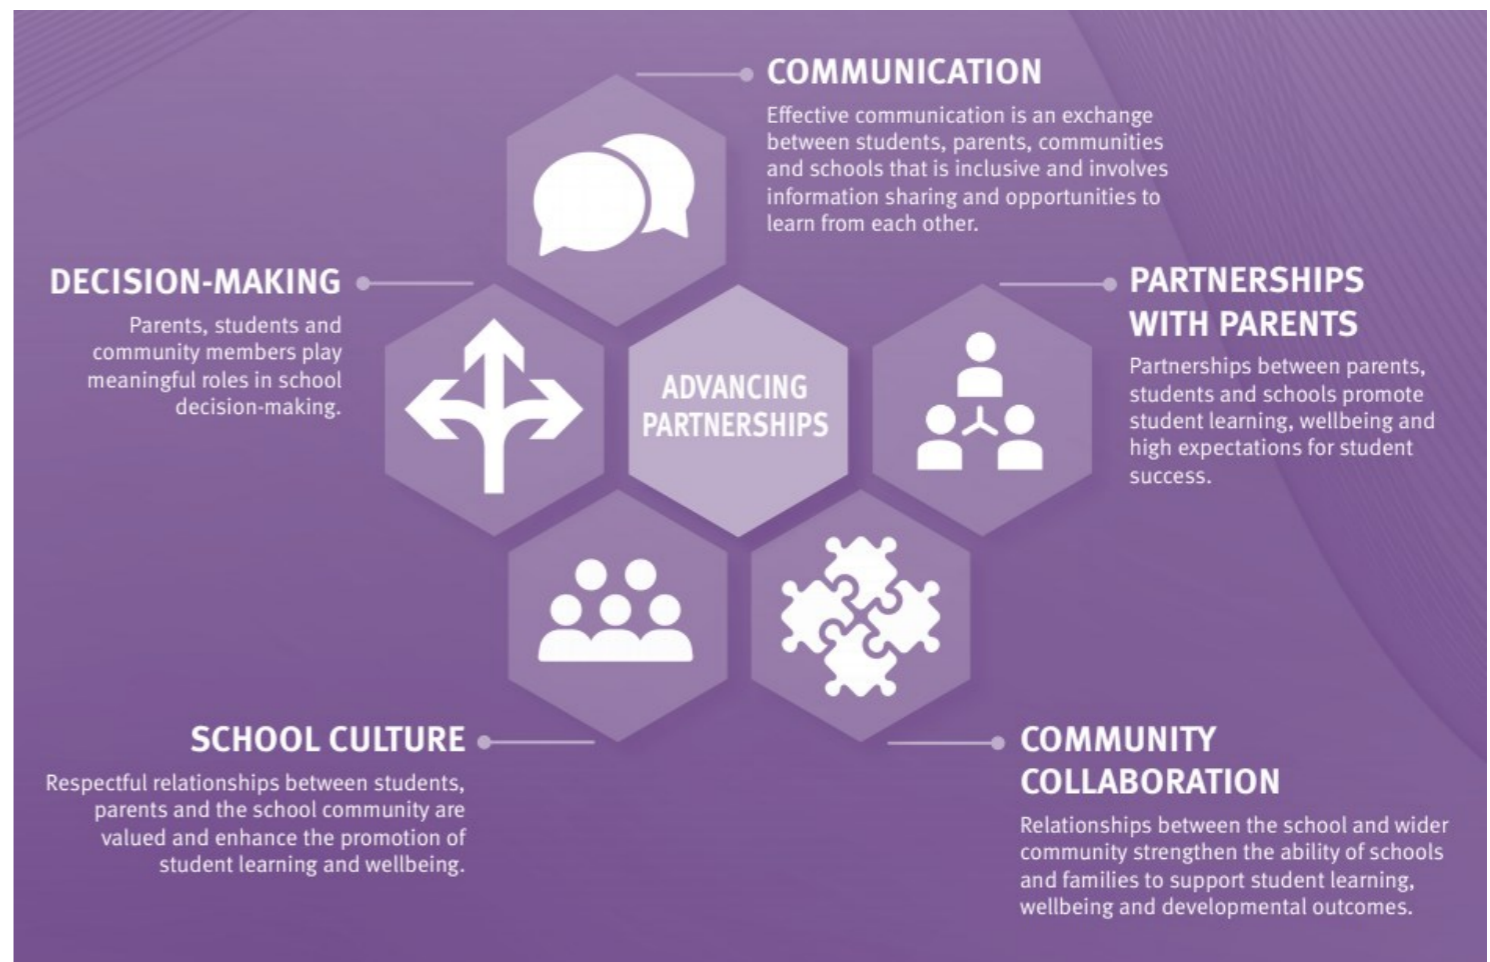 COMMUNICATION
Effective communication is an exchange
between students, parents, communities
and schools that is inclusive and involves
information sharing and opportunities to
learn from each other.
DECISION-MAKING
Parents, students and
community members play
meaningful roles in school
decision-making.
ADVANCING
PARTNERSHIPS
PARTNERSHIPS
WITH PARENTS
Partnerships between parents,
students and schools promote
student learning, wellbeing and
high expectations for student
success.
SCHOOL CULTURE
Respectful relationships between students,
parents and the school community are
valued and enhance the promotion of
student learning and wellbeing.
COMMUNITY
COLLABORATION
Relationships between the school and wider
community strengthen the ability of schools
and families to support student learning,
wellbeing and developmental outcomes.